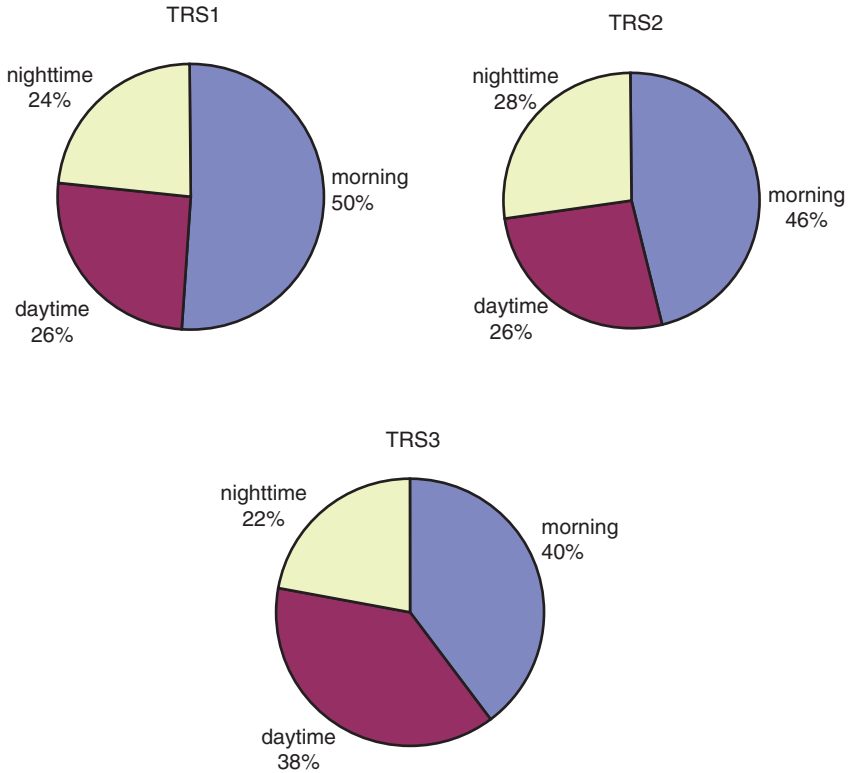 TRS1
nighttime
24%
morning
50%
daytime
26%
TRS2
nighttime
28%
morning
46%
daytime
26%
TRS3
nighttime
22%
morning
40%
daytime
38%